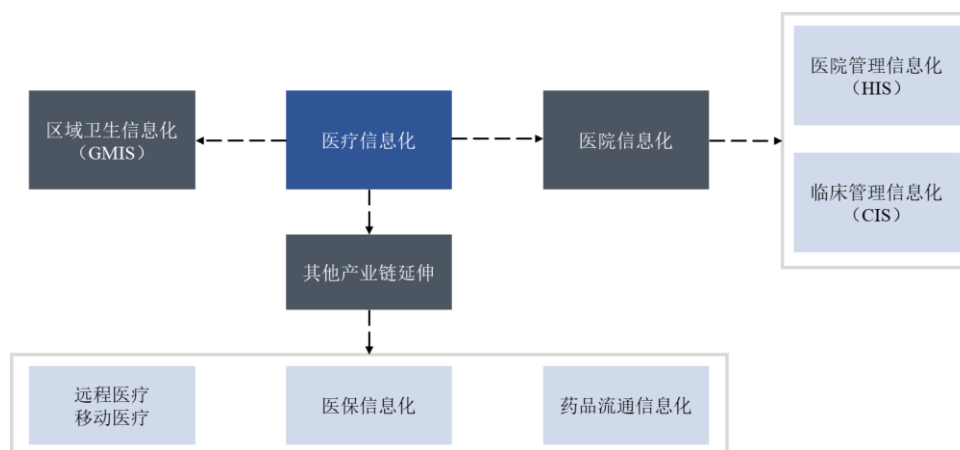 医院管理信息化
（HIS）
区域卫生信息化
（GMIS）
医疗信息化
医院信息化
临床管理信息化
（CIS）
其他产业链延伸
远程医疗
移动医疗
医保信息化
药品流通信息化